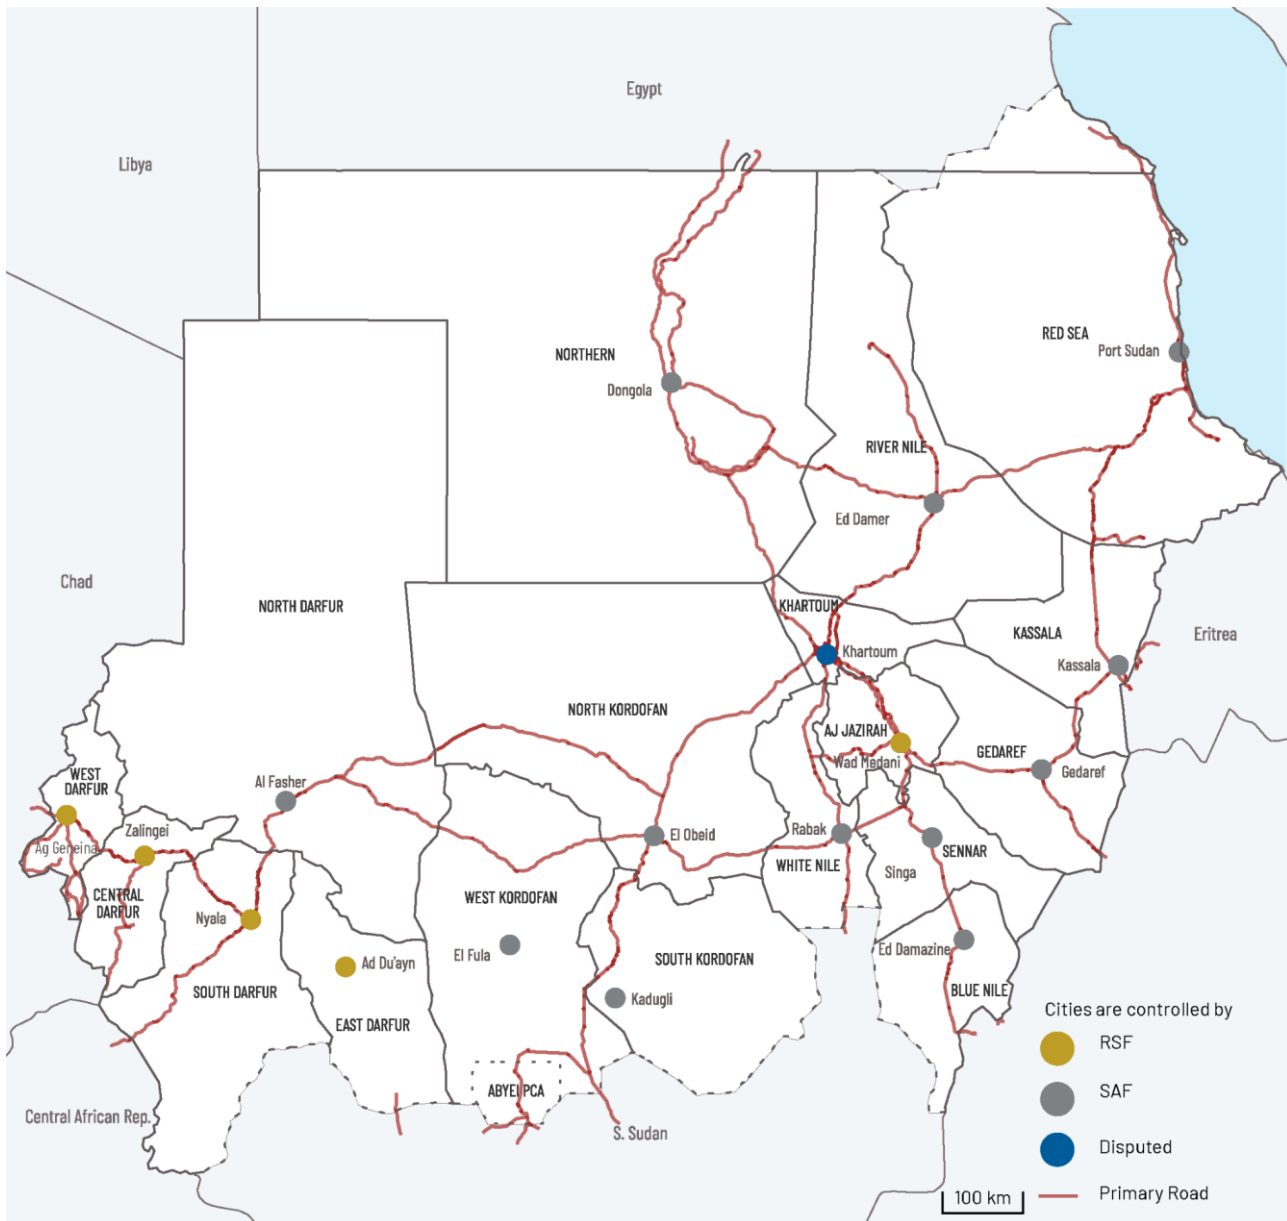 Egypt
Libya
RED SEA
Port Sudan
NORTHERN
Dongola
RIVER NILE
Ed Damer
Chad
NORTH DARFUR
KHARTOUM
KASSALA
Eritrea
Khartoum
Kassala
NORTH KORDOFAN
AJ JAZIRAH
GEDAREF
Wad Medani
Gedaref
WEST
DARFUR
Al Fasher
Zalingei
El Obeid
Rabak
Ag Geneina
SENNAR
WHITE NILE
Singa
CENTRAL
DARFUR
WEST KORDOFAN
Nyala
El Fula
Ed Damazine
Ad Du'ayn
SOUTH KORDOFAN
SOUTH DARFUR
Kadugli
BLUE NILE
EAST DARFUR
ABYEI PCA
Central African Rep.
S. Sudan
Cities are controlled by
RSF
SAF
Disputed
100 km
Primary Road